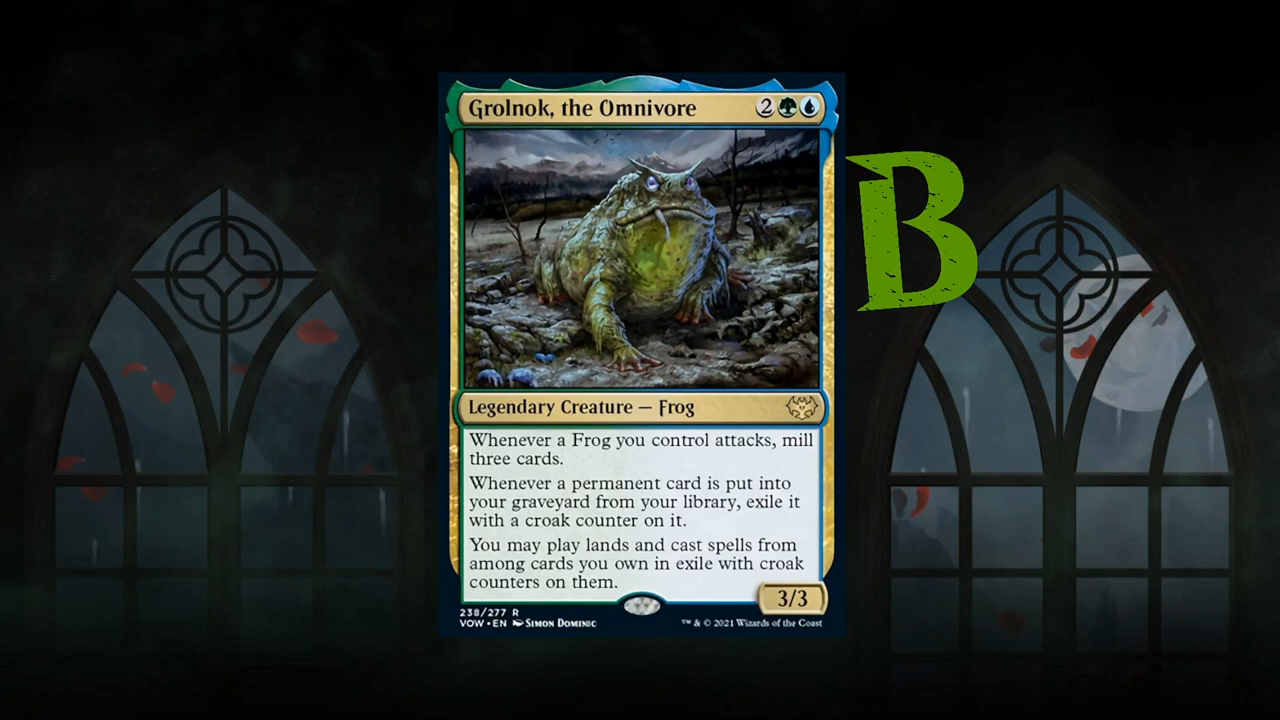 Grolnok, the Omnivore 2
B
Legendary Creature — Frog
Whenever a Frog you control attacks, mill
three cards.
Whenever a permanent card is put into
your graveyard from your library, exile it
with a croak counter on it.
You may play lands and cast spells from
among cards you own in exile with croak
counters on them.
3/3
238/277 R
VOW • EN Simon Dominic
™ & © 2021 Wizards of the Coast